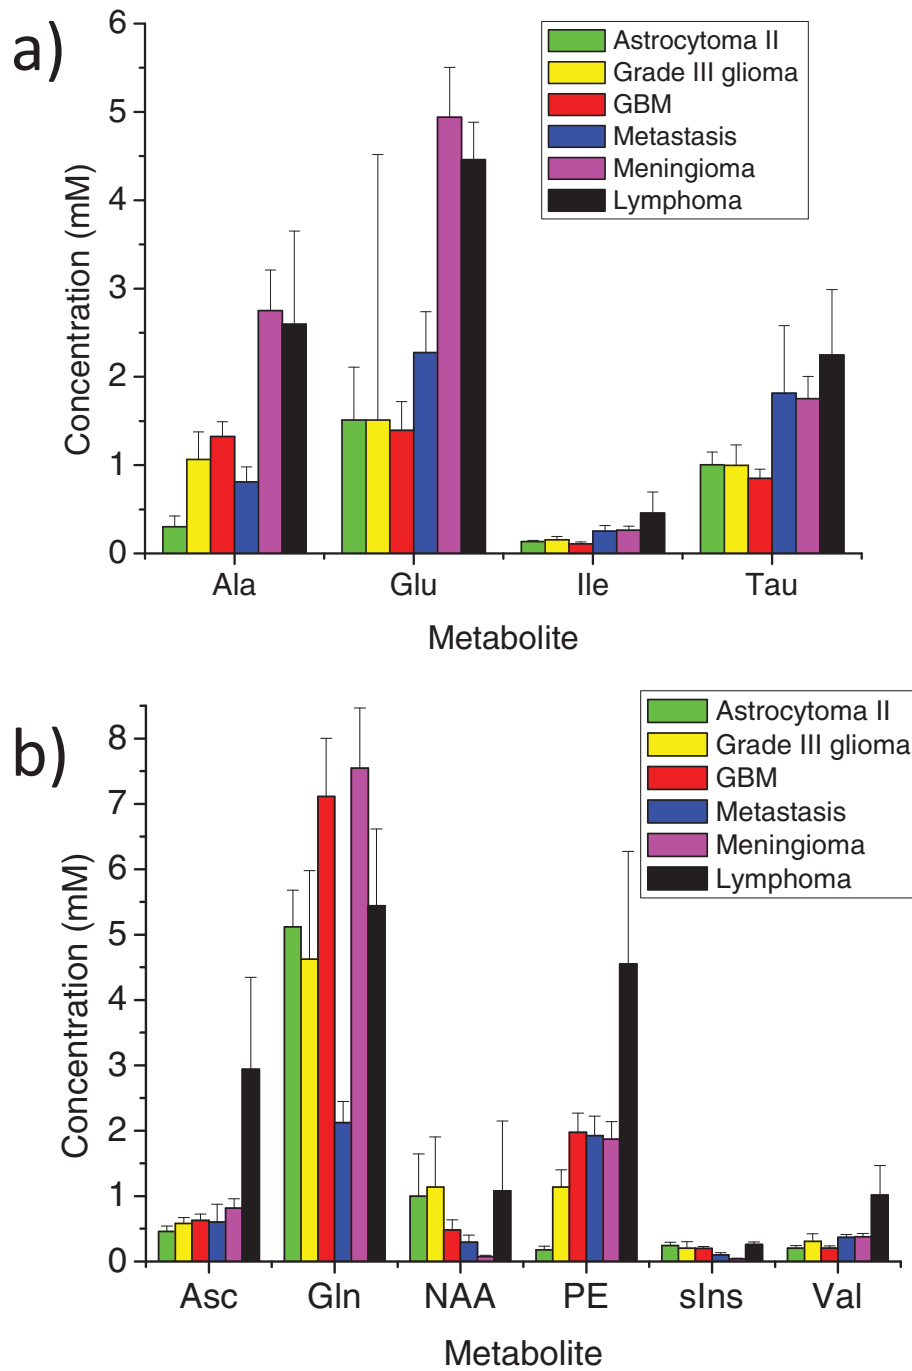 a)
6
5
4
3
2
1
0
Concentration (mM)
Astrocytoma II
Grade III glioma
GBM
Metastasis
Meningioma
Lymphoma
Ala Glu Ile Tau
Metabolite
b)
8
7
6
5
4
3
2
1
0
Concentration (mM)
Astrocytoma II
Grade III glioma
GBM
Metastasis
Meningioma
Lymphoma
Asc Gln NAA PE sIns Val
Metabolite